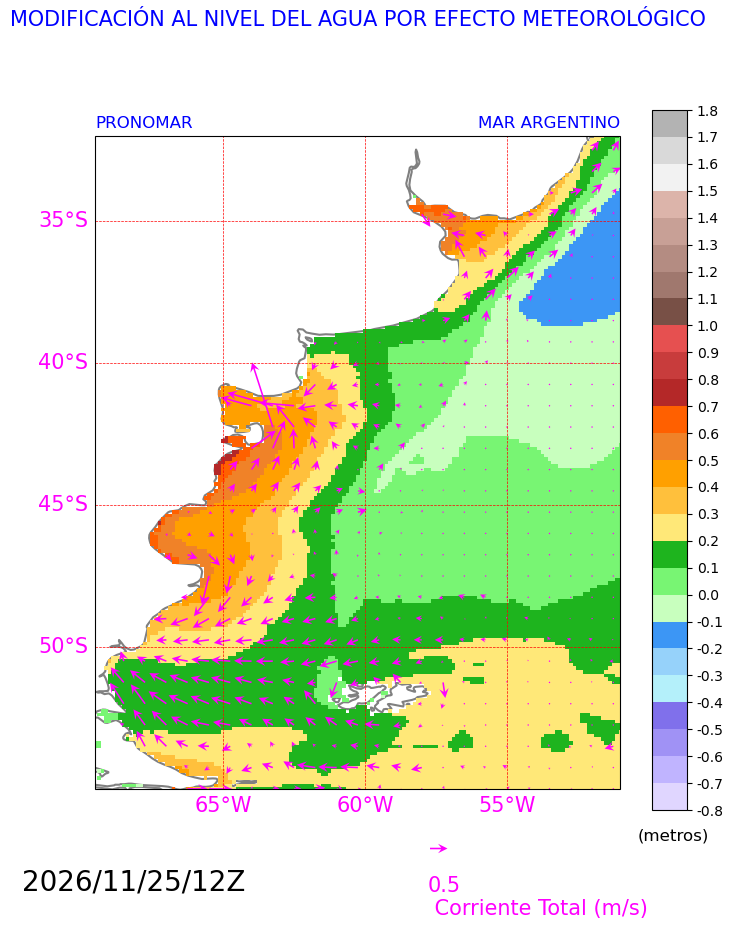 MODIFICACIÓN AL NIVEL DEL AGUA POR EFECTO METEOROLÓGICO
PRONOMAR
MAR ARGENTINO
35°S
40°S
45°S
50°S
65°W
60°W
55°W
1.8
1.7
1.6
1.5
1.4
1.3
1.2
1.1
1.0
0.9
0.8
0.7
0.6
0.5
0.4
0.3
0.2
0.1
0.0
-0.1
-0.2
-0.3
-0.4
-0.5
-0.6
-0.7
-0.8
(metros)
2026/11/25/12Z
0.5
Corriente Total (m/s)